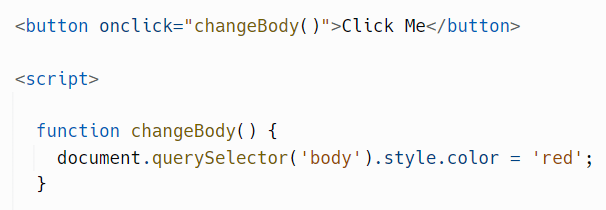 <button onclick="changeBody()">Click Me</button>
<script>
function changeBody() {
document.querySelector('body').style.color = 'red';
}